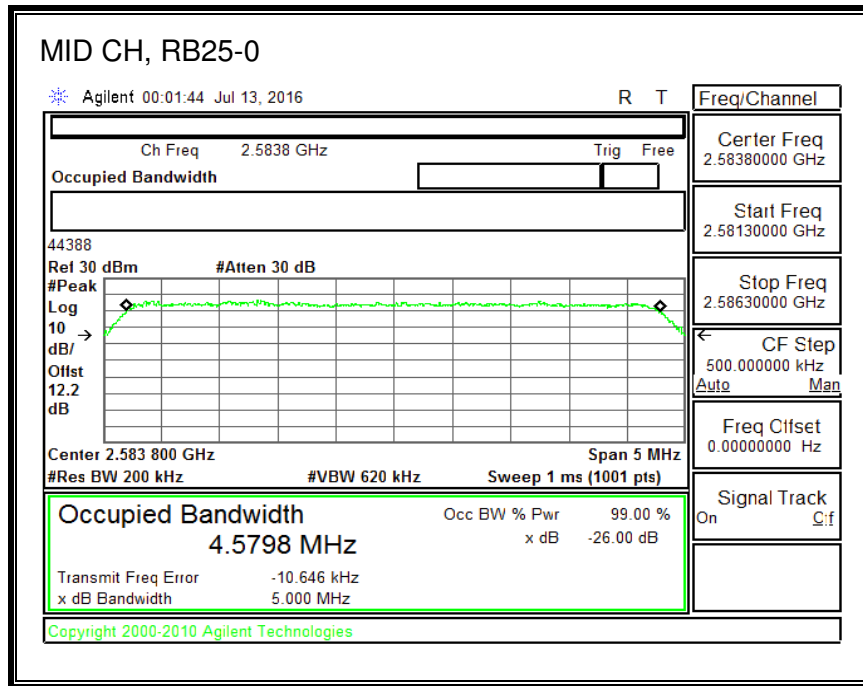 MID CH, RB25-0
Agilent 00:01:44 Jul 13, 2016 R T
Freq/Channel
Ch Freq 2.5838 GHz Trig Free
Occupied Bandwidth
Center Freq
2.58380000 GHz
Start Freq
2.58130000 GHz
Stop Freq
2.58630000 GHz
CF Step
500.000000 kHz
Auto Man
Freq Offset
0.00000000 Hz
Signal Track
On Off
44388
Ref 30 dBm #Atten 30 dB
#Peak
Log
10
dB/
Offst
12.2
dB
Center 2.583 800 GHz Span 5 MHz
#Res BW 200 kHz #VBW 620 kHz Sweep 1 ms (1001 pts)
Occupied Bandwidth Occ BW % Pwr 99.00 %
4.5798 MHz x dB -26.00 dB
Transmit Freq Error -10.646 kHz
x dB Bandwidth 5.000 MHz
Copyright 2000-2010 Agilent Technologies